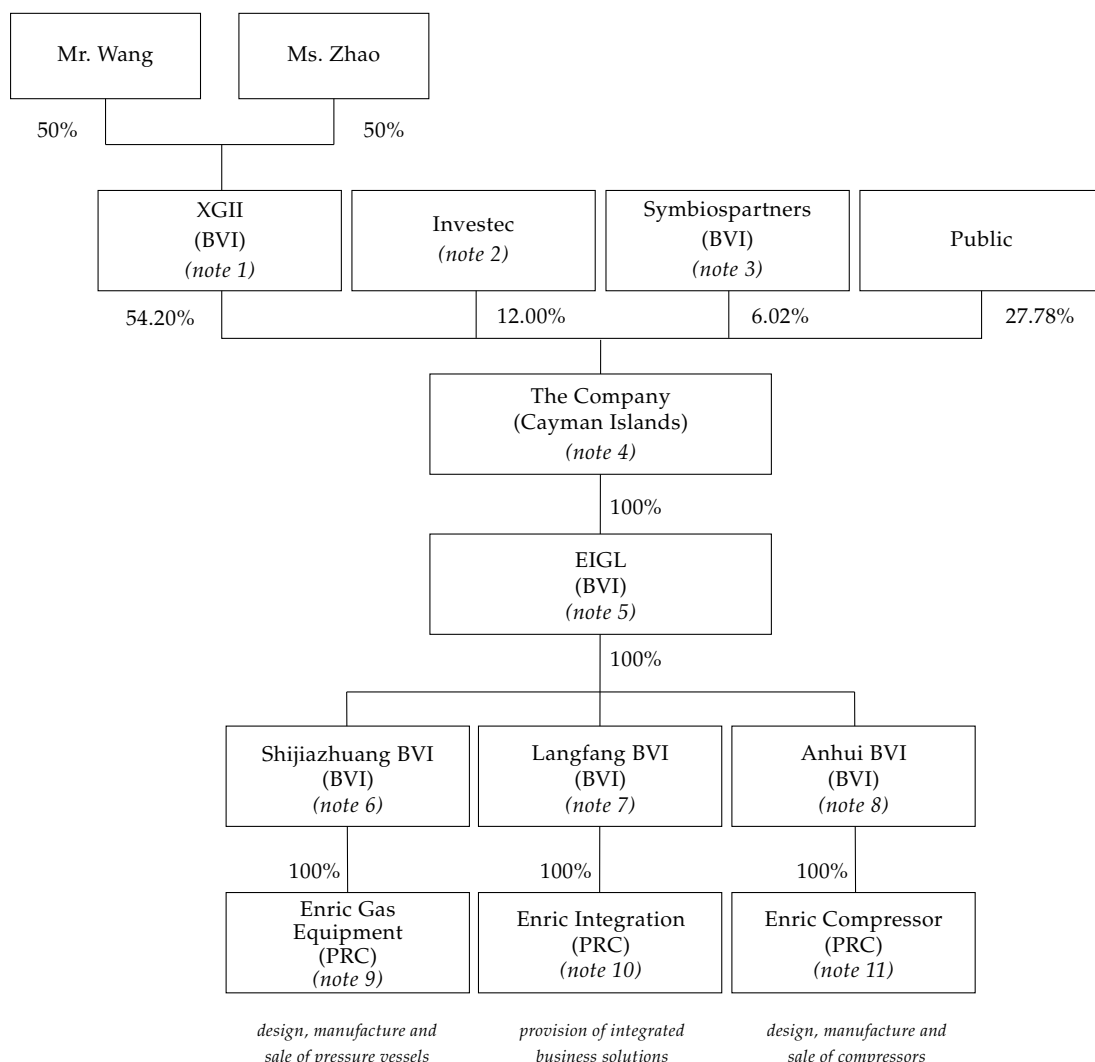 Mr. Wang
Ms. Zhao
50%
50%
XGII
(BVI)
(note 1)
Investec
(note 2)
Symbiospartners
(BVI)
(note 3)
Public
54.20%
12.00%
6.02%
27.78%
The Company
(Cayman Islands)
(note 4)
100%
EIGL
(BVI)
(note 5)
100%
Shijiazhuang BVI
(BVI)
(note 6)
Langfang BVI
(BVI)
(note 7)
Anhui BVI
(BVI)
(note 8)
100%
100%
100%
Enric Gas
Equipment
(PRC)
(note 9)
Enric Integration
(PRC)
(note 10)
Enric Compressor
(PRC)
(note 11)
design, manufacture and
sale of pressure vessels
provision of integrated
business solutions
design, manufacture and
sale of compressors